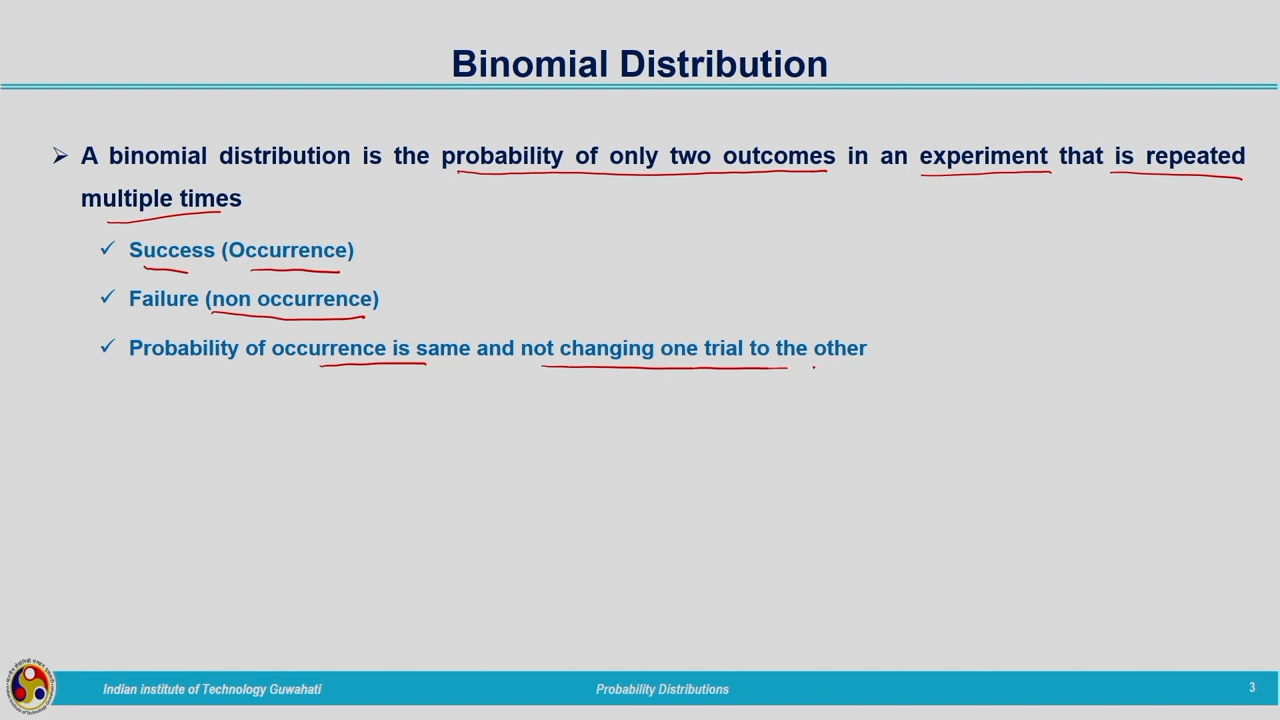 Binomial Distribution
➢ A binomial distribution is the probability of only two outcomes in an experiment that is repeated
multiple times
✓ Success (Occurrence)
✓ Failure (non occurrence)
✓ Probability of occurrence is same and not changing one trial to the other
Indian institute of Technology Guwahati
Probability Distributions
3